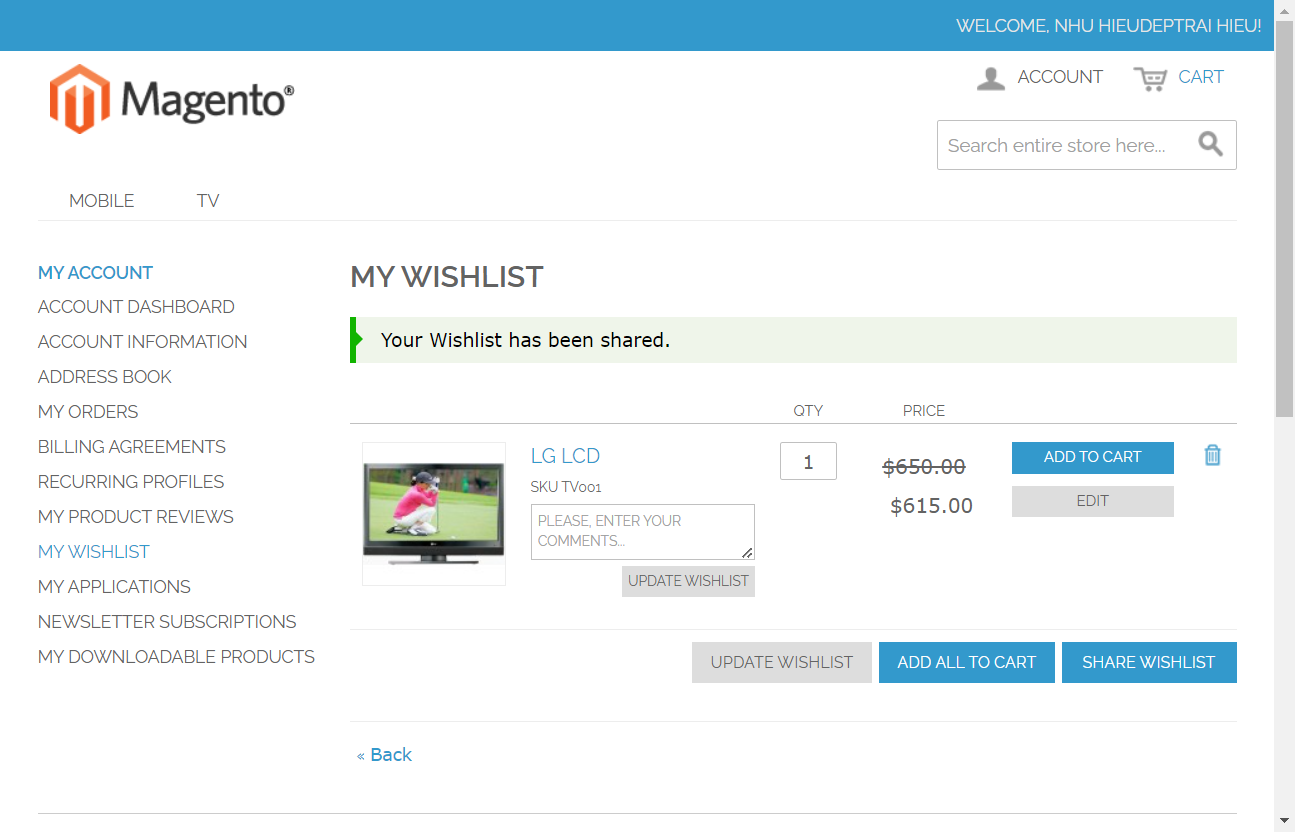 WELCOME, NHU HIEUDEPTRAI HIEU!
Magento®
ACCOUNT
CART
Search entire store here...
MOBILE
TV
MY ACCOUNT
ACCOUNT DASHBOARD
ACCOUNT INFORMATION
ADDRESS BOOK
MY ORDERS
BILLING AGREEMENTS
RECURRING PROFILES
MY PRODUCT REVIEWS
MY WISHLIST
MY APPLICATIONS
NEWSLETTER SUBSCRIPTIONS
MY DOWNLOADABLE PRODUCTS
MY WISHLIST
Your Wishlist has been shared.
QTY
PRICE
LG LCD
SKU TV001
PLEASE, ENTER YOUR
COMMENTS...
UPDATE WISHLIST
1
$650.00
$615.00
ADD TO CART
EDIT
UPDATE WISHLIST
ADD ALL TO CART
SHARE WISHLIST
« Back